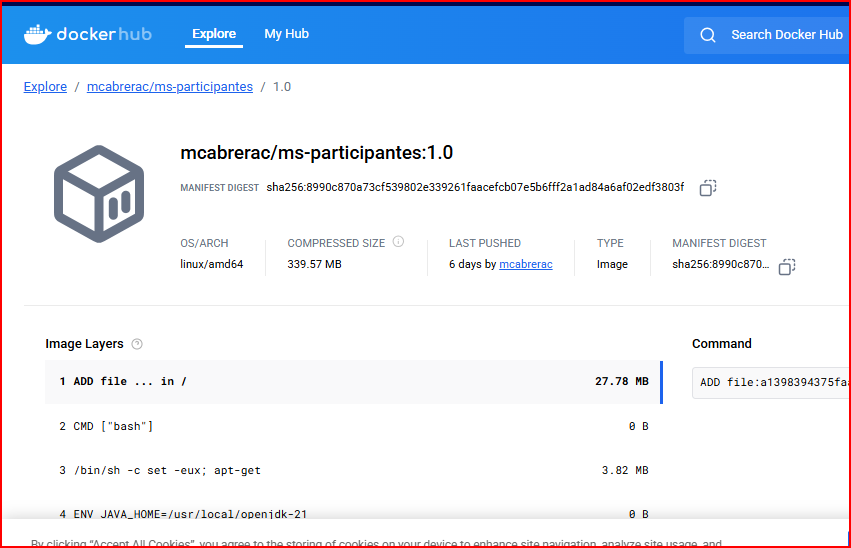 dockerhub Explore My Hub Search Docker Hub
Explore / mcabrerac/ms-participantes / 1.0
mcabrerac/ms-participantes:1.0
MANIFEST DIGEST sha256:8990c870a73cf539802e339261faacefcb07e5b6fff2a1ad84a6af02edf3803f
OS/ARCH COMPRESSED SIZE LAST PUSHED TYPE MANIFEST DIGEST
linux/amd64 339.57 MB 6 days by mcabrerac Image sha256:8990c870...
Image Layers Command
1 ADD file ... in / 27.78 MB ADD file:a1398394375faa
2 CMD ["bash"] 0 B
3 /bin/sh -c set -eux; apt-get 3.82 MB
4 ENV JAVA_HOME=/usr/local/openjdk-21 0 B
By clicking “Accept All Cookies”, you agree to the storing of cookies on your device to enhance site navigation, analyze site usage, and